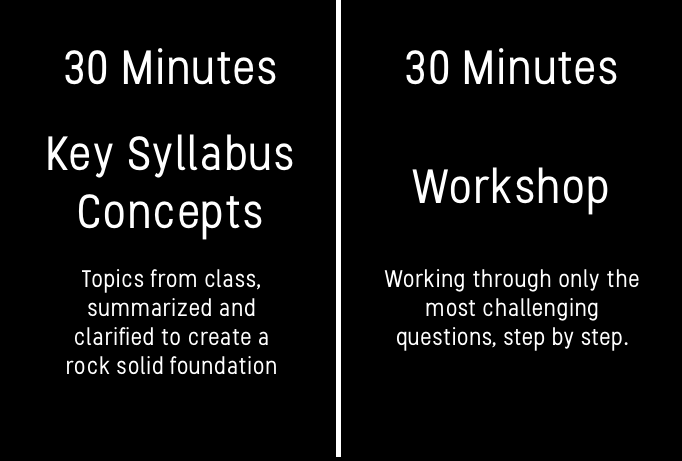 30 Minutes
Key Syllabus
Concepts
Topics from class,
summarized and
clarified to create a
rock solid foundation
30 Minutes
Workshop
Working through only the
most challenging
questions, step by step.